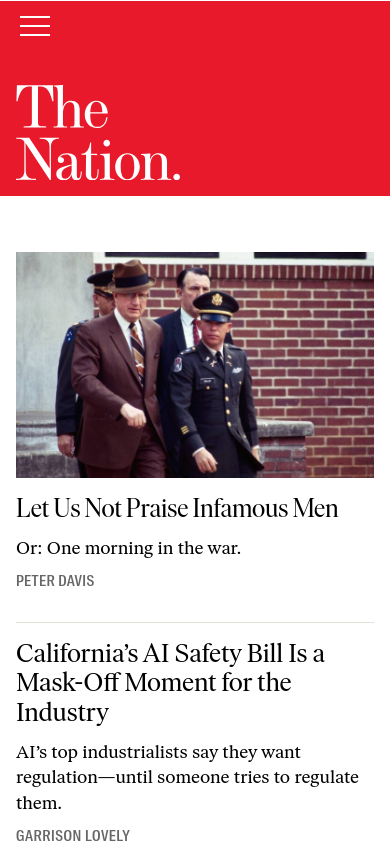 The
Nation.
Let Us Not Praise Infamous Men
Or: One morning in the war.
PETER DAVIS
California’s AI Safety Bill Is a
Mask-Off Moment for the
Industry
AI’s top industrialists say they want
regulation—until someone tries to regulate
them.
GARRISON LOVELY